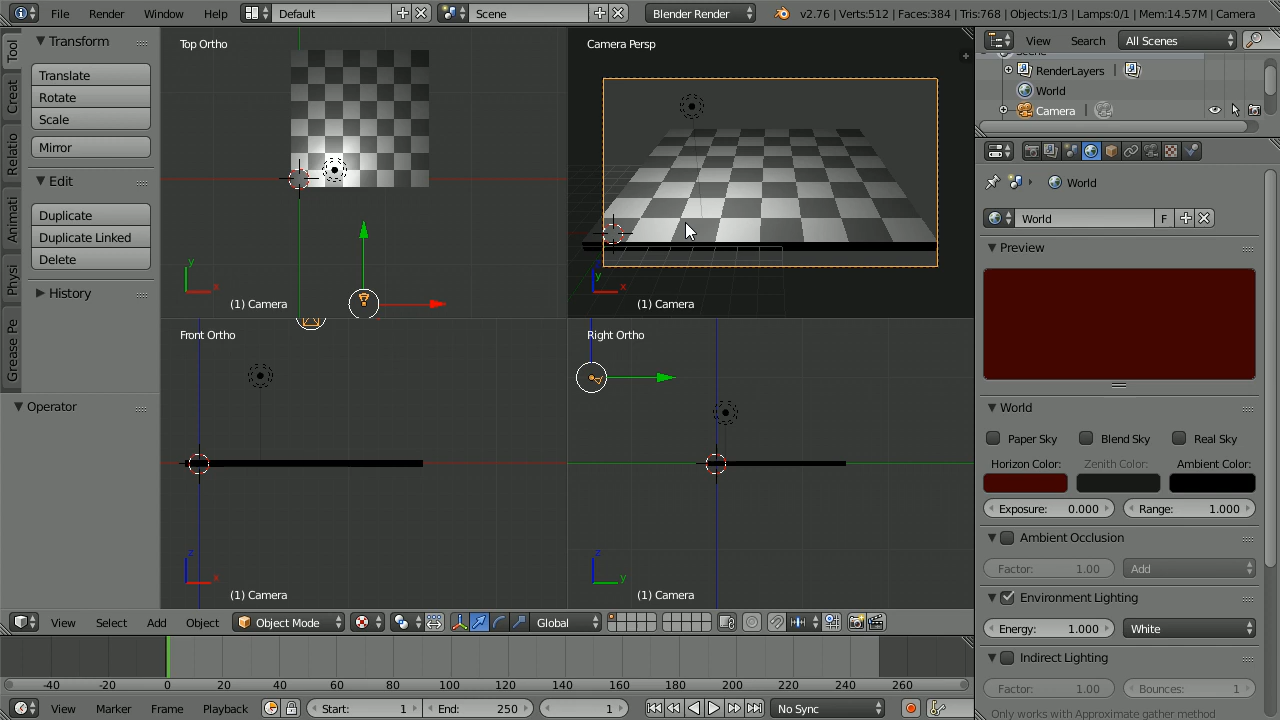 File Render Window Help Default Scene Blender Render v2.76 | Verts:512 | Faces:384 | Tris:768 | Objects:1/3 | Lamps:0/1 | Mem:14.57M | Camera
Tool
Creat
Relatio
Animati
Physi
Grease Pe
Transform
Translate
Rotate
Scale
Mirror
Edit
Duplicate
Duplicate Linked
Delete
History
Operator
Top Ortho
y
x
(1) Camera
Camera Persp
y
x
(1) Camera
Front Ortho
z
x
(1) Camera
Right Ortho
z
y
(1) Camera
View Select Add Object Object Mode Global
-40 -20 0 20 40 60 80 100 120 140 160 180 200 220 240 260
View Marker Frame Playback Start: 1 End: 250 1 No Sync
View Search All Scenes
RenderLayers
World
Camera
World
World F
Preview
World
Paper Sky Blend Sky Real Sky
Horizon Color: Zenith Color: Ambient Color:
Exposure: 0.000 Range: 1.000
Ambient Occlusion
Factor: 1.00 Add
Environment Lighting
Energy: 1.000 White
Indirect Lighting
Factor: 1.00 Bounces: 1
Only works with Approximate gather method